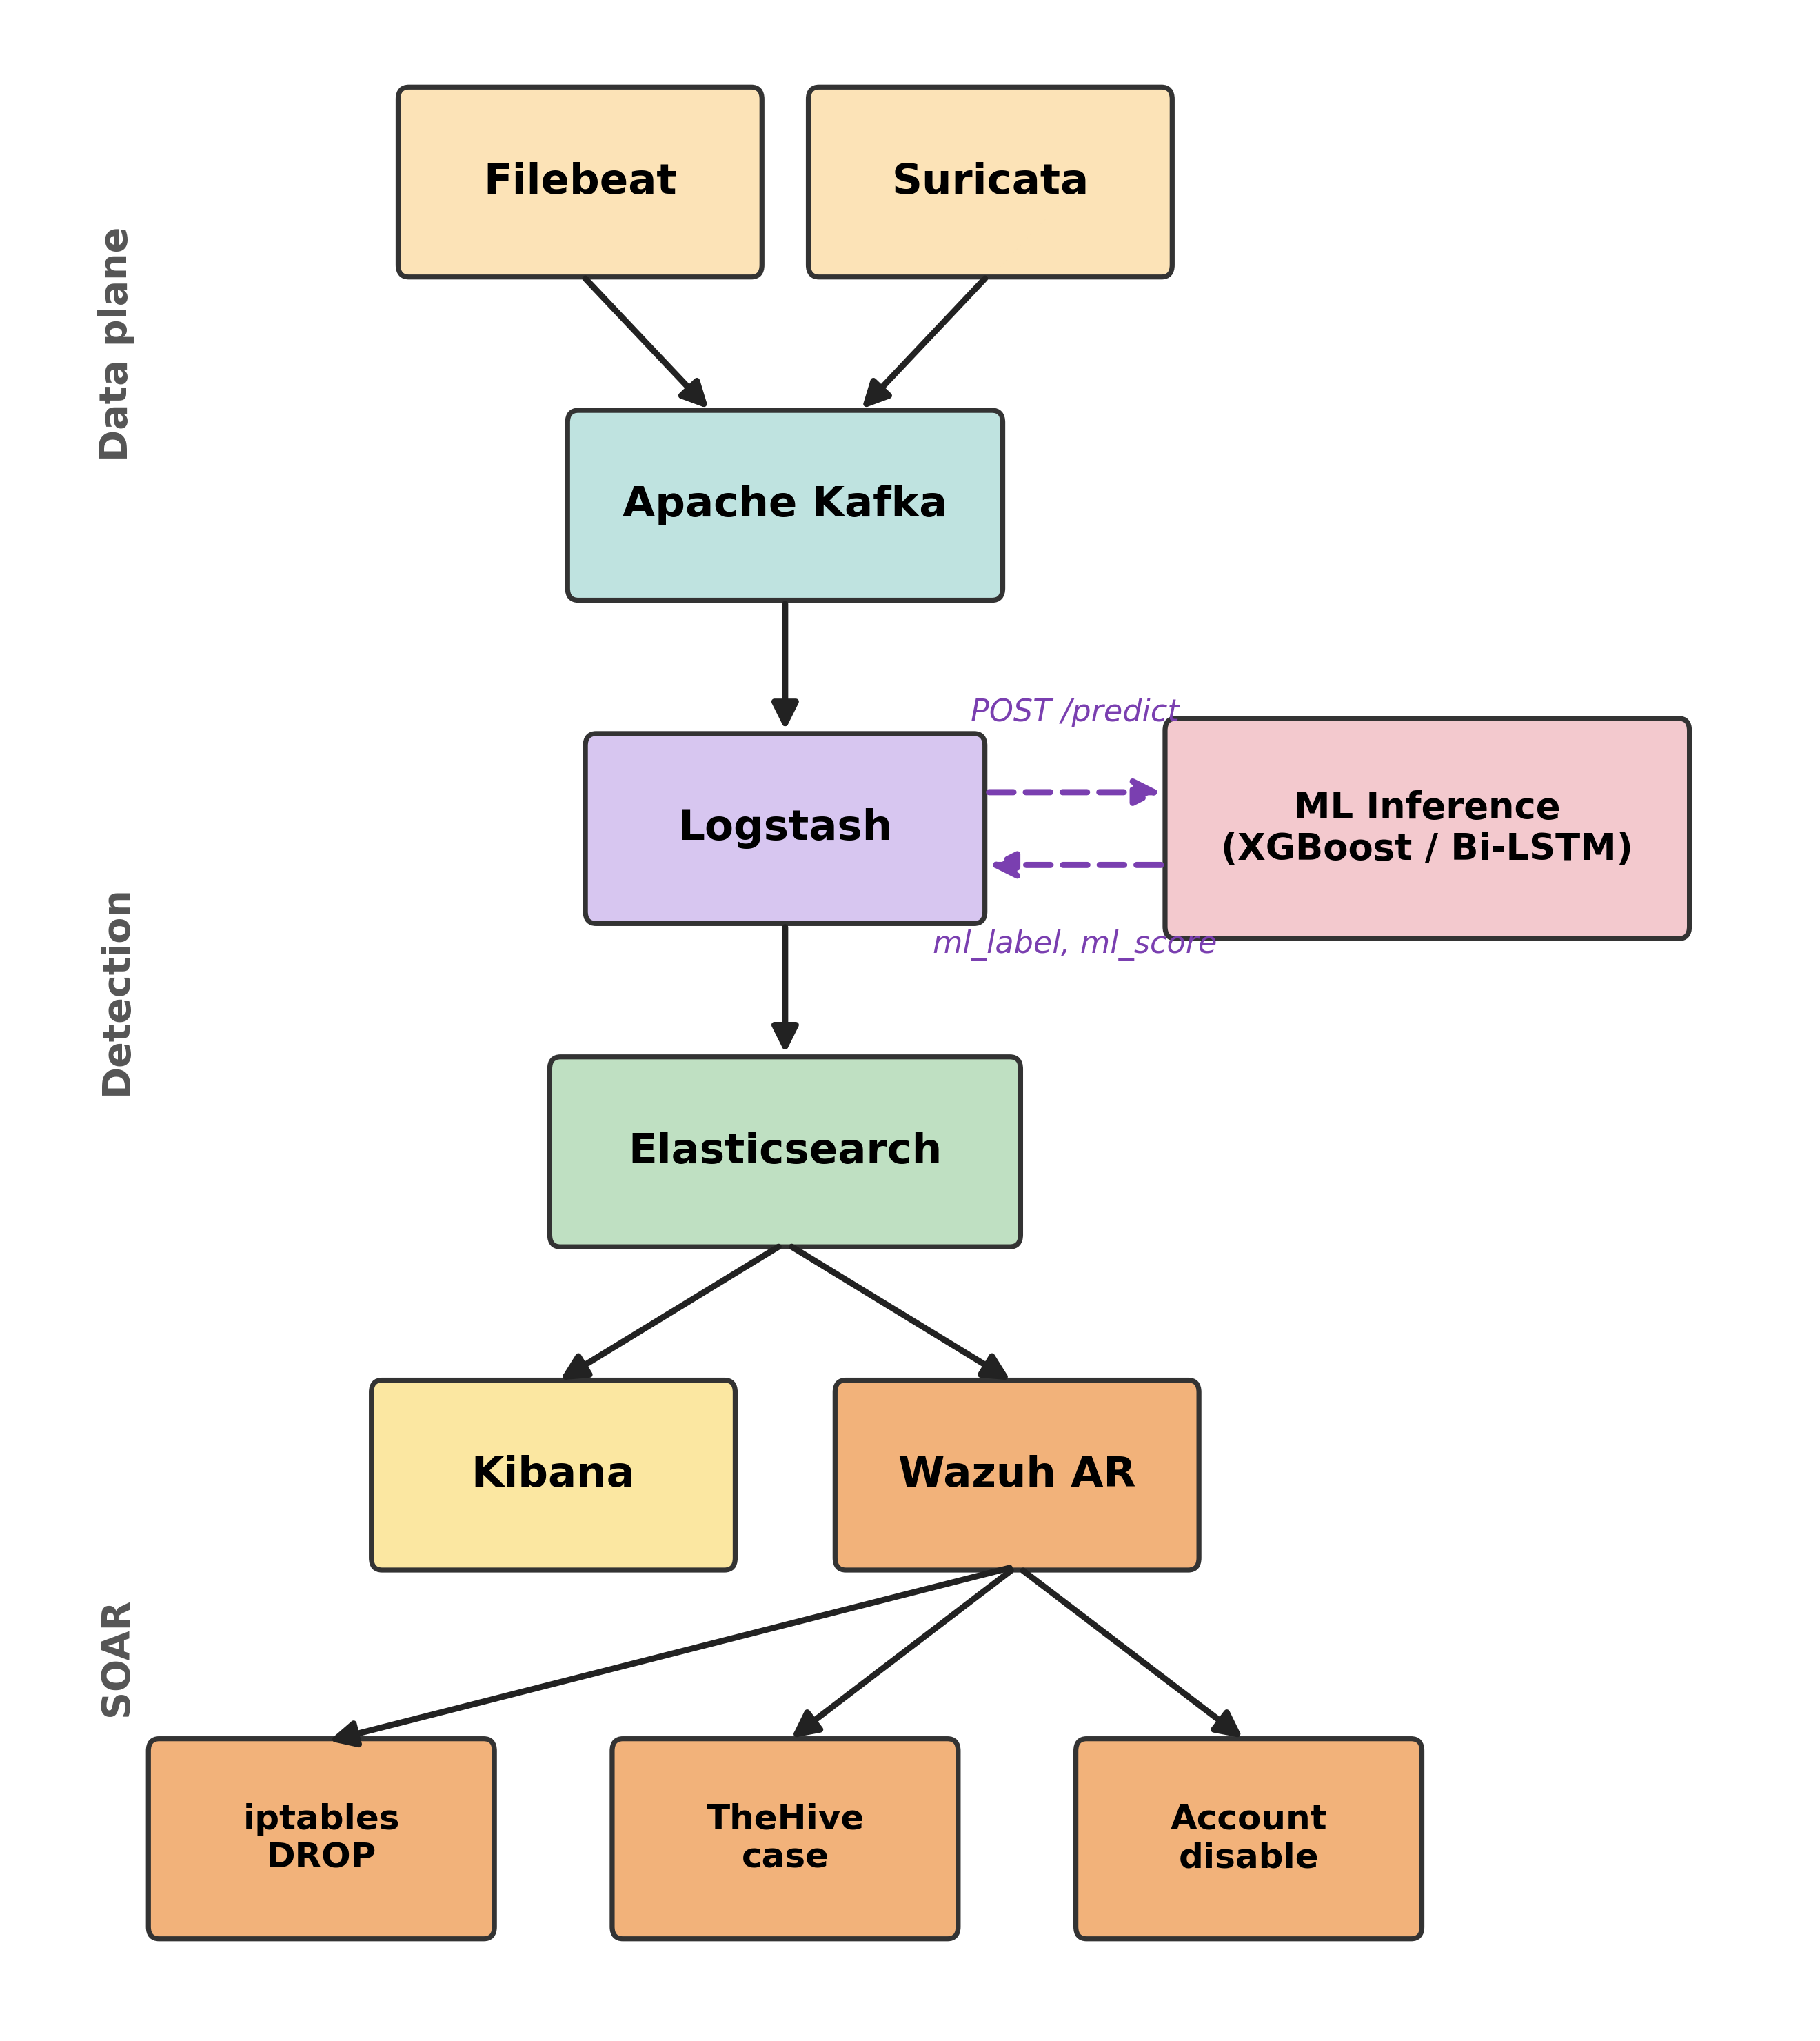 Data plane
Filebeat
Suricata
Apache Kafka
POST /predict
Logstash
ML Inference
(XGBoost / Bi-LSTM)
ml_label, ml_score
Detection
Elasticsearch
Kibana
Wazuh AR
SOAR
iptables
DROP
TheHive
case
Account
disable